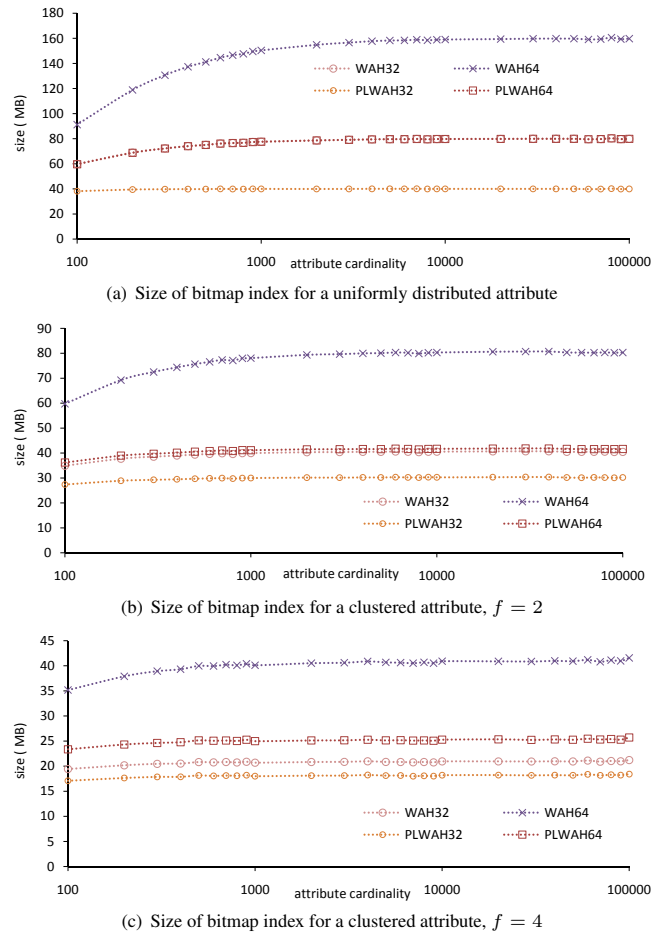 180
160
140
120
100
80
60
40
20
0
size ( MB)
WAH32 WAH64
PLWAH32 PLWAH64
100 1000 10000 100000
attribute cardinality
(a) Size of bitmap index for a uniformly distributed attribute
90
80
70
60
50
40
30
20
10
0
size ( MB)
WAH32 WAH64
PLWAH32 PLWAH64
100 1000 10000 100000
attribute cardinality
(b) Size of bitmap index for a clustered attribute, f = 2
45
40
35
30
25
20
15
10
5
0
size ( MB)
WAH32 WAH64
PLWAH32 PLWAH64
100 1000 10000 100000
attribute cardinality
(c) Size of bitmap index for a clustered attribute, f = 4